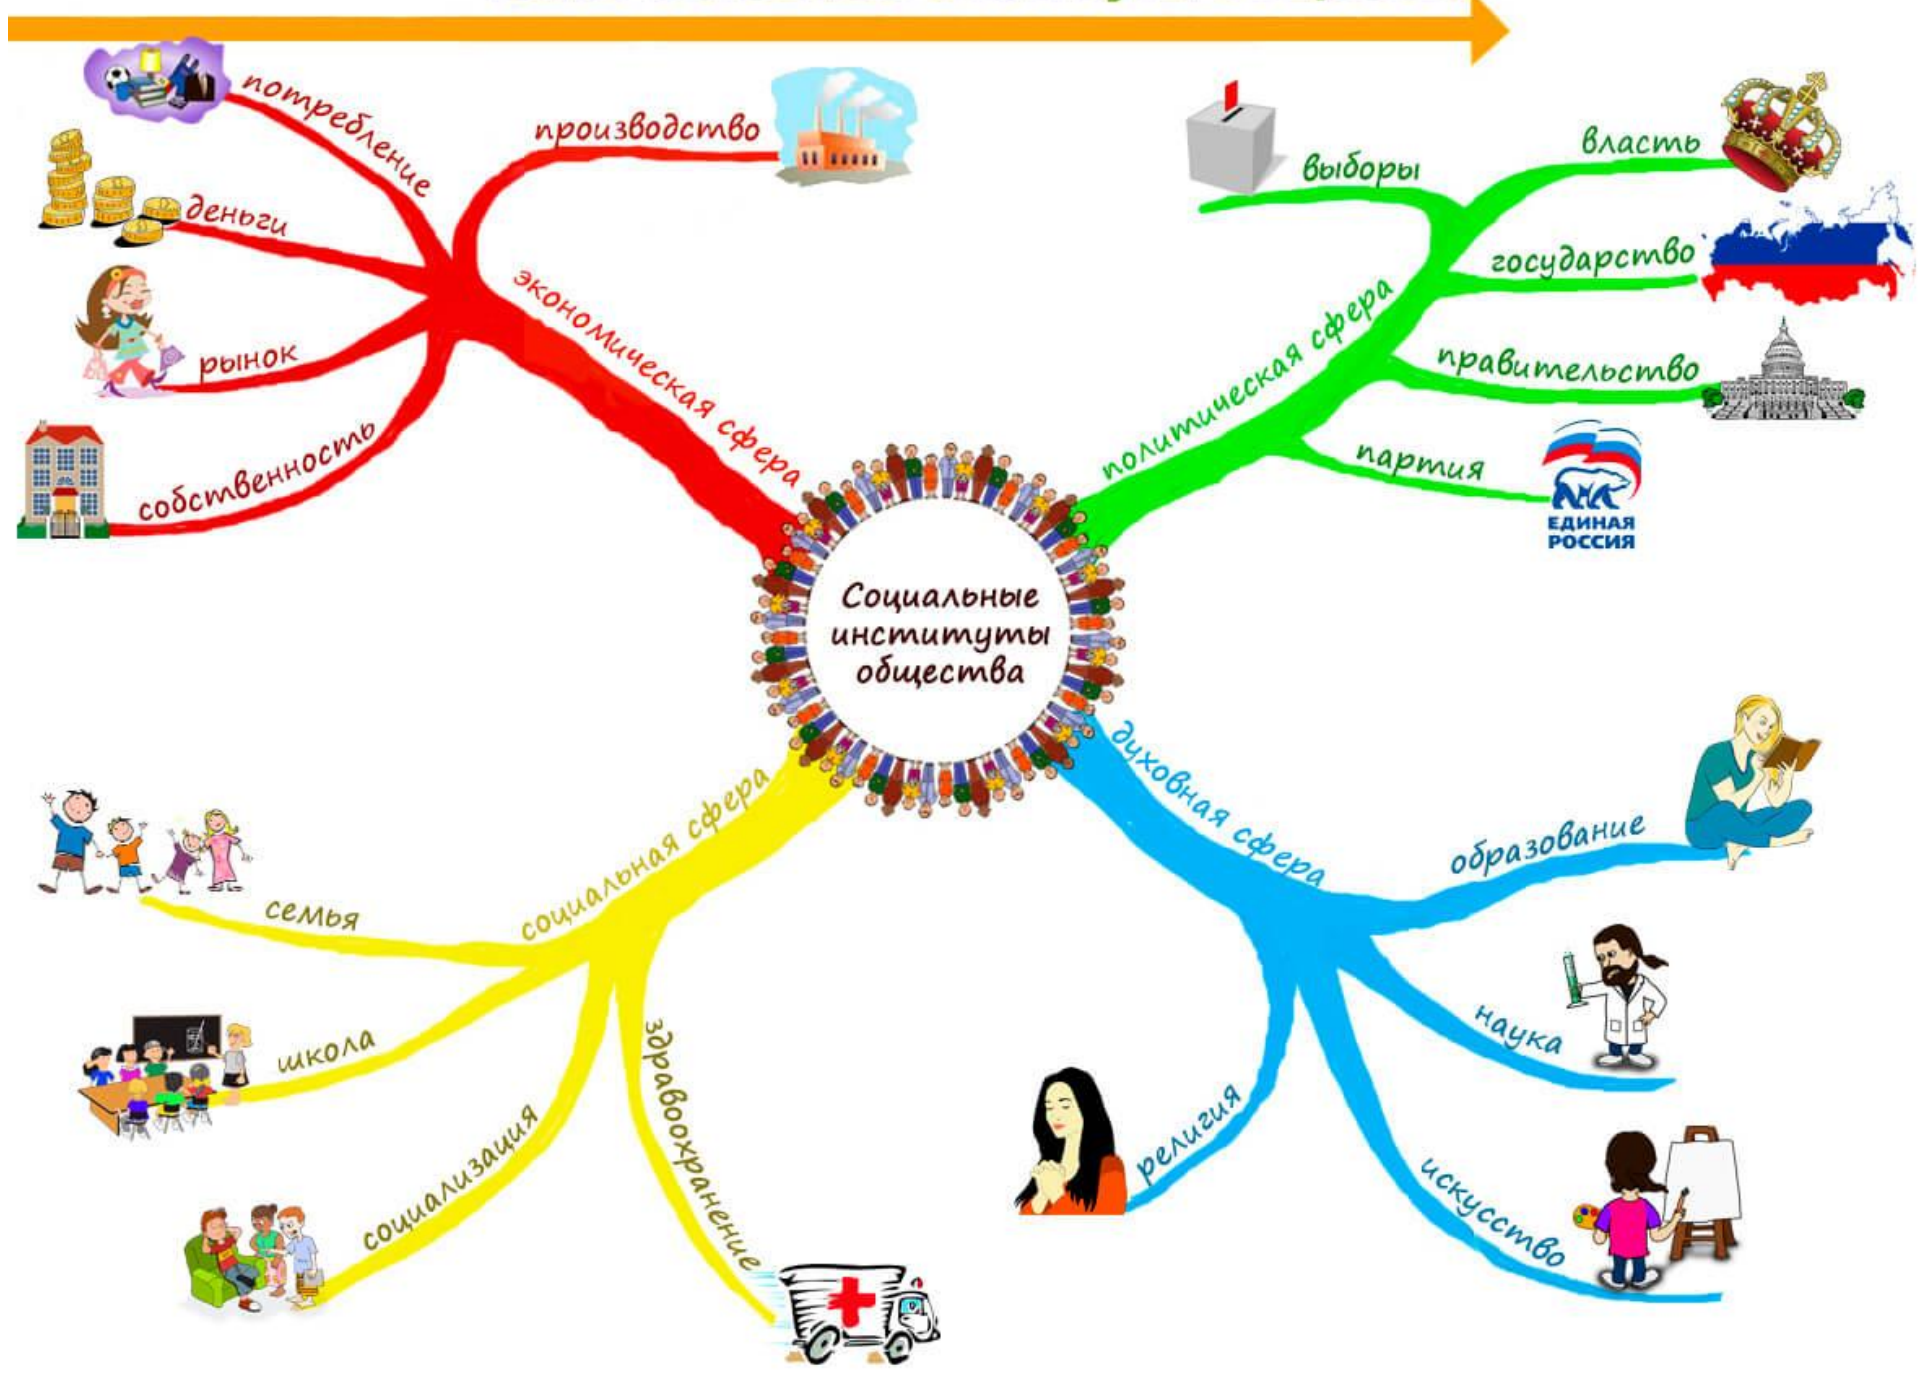 потребление
производство
деньги
рынок
собственность
экономическая сфера
выборы
власть
государство
правительство
партия
ЕДИНАЯ
РОССИЯ
политическая сфера
Социальные
институты
общества
социальная сфера
семья
школа
социализация
здравоохранение
духовная сфера
образование
наука
искусство
религия